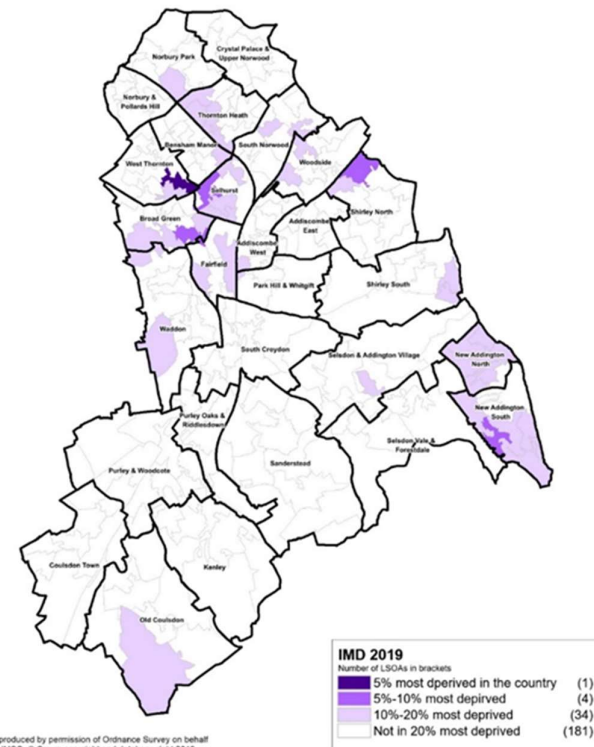 Norbury Park
Crystal Palace &
Upper Norwood
Norbury &
Pollards Hill
Thornton Heath
Bensham Manor
South Norwood
West Thornton
Woodside
Selhurst
Shirley North
Broad Green
Addiscombe
East
Addiscombe
West
Fairfield
Park Hill & Whitgift
Shirley South
Waddon
South Croydon
Selsdon & Addington Village
New Addington
North
New Addington
South
Purley Oaks &
Riddlesdown
Selsdon Vale &
Forestdale
Sanderstead
Purley & Woodcote
Coulsdon Town
Kenley
Old Coulsdon
IMD 2019
Number of LSOAs in brackets
5% most dperived in the country (1)
5%-10% most depirved (4)
10%-20% most deprived (34)
Not in 20% most deprived (181)
produced by permission of Ordnance Survey on behalf